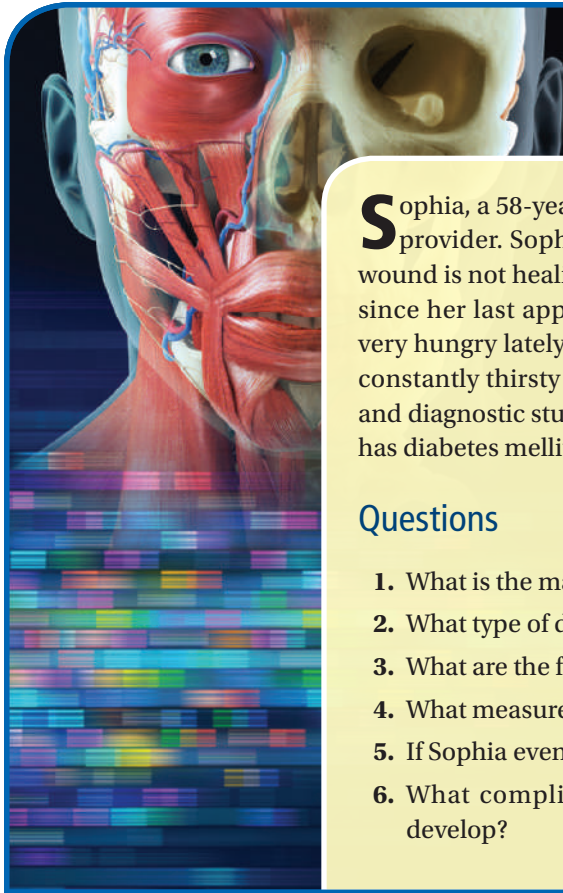 Sophia, a 58-yea
provider. Soph
wound is not heali
since her last app
very hungry lately
constantly thirsty
and diagnostic stu
has diabetes melli
Questions
1. What is the ma
2. What type of d
3. What are the f
4. What measure
5. If Sophia even
6. What compli
develop?